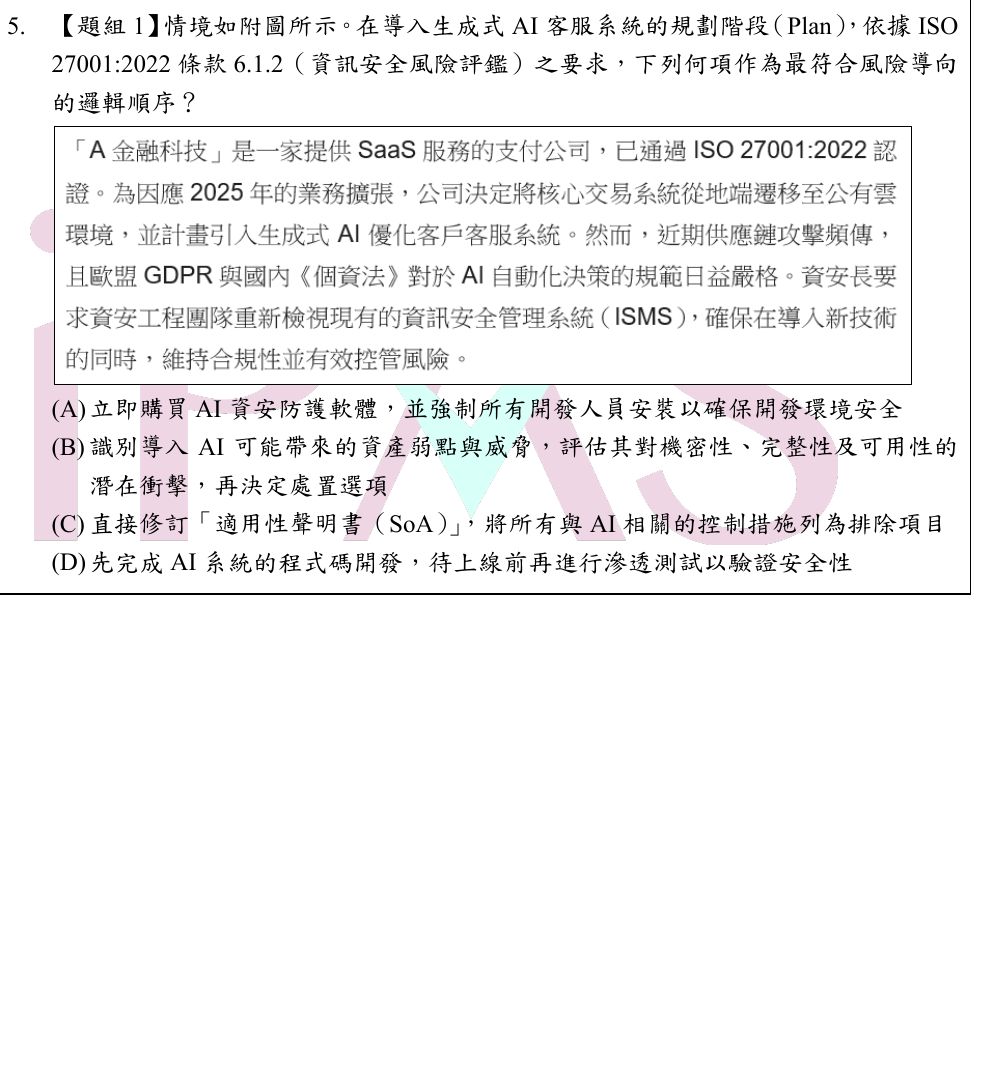 5. 【題組 1】情境如附圖所示。在導入生成式 AI 客服系統的規劃階段（Plan），依據 ISO
27001:2022 條款 6.1.2（資訊安全風險評鑑）之要求，下列何項作為最符合風險導向
的邏輯順序？
「A 金融科技」是一家提供 SaaS 服務的支付公司，已通過 ISO 27001:2022 認
證。為因應 2025 年的業務擴張，公司決定將核心交易系統從地端遷移至公有雲
環境，並計畫引入生成式 AI 優化客戶客服系統。然而，近期供應鏈攻擊頻傳，
且歐盟 GDPR 與國內《個資法》對於 AI 自動化決策的規範日益嚴格。資安長要
求資安工程團隊重新檢視現有的資訊安全管理系統（ISMS），確保在導入新技術
的同時，維持合規性並有效控管風險。
(A) 立即購買 AI 資安防護軟體，並強制所有開發人員安裝以確保開發環境安全
(B) 識別導入 AI 可能帶來的資產弱點與威脅，評估其對機密性、完整性及可用性的
潛在衝擊，再決定處置選項
(C) 直接修訂「適用性聲明書（SoA）」，將所有與 AI 相關的控制措施列為排除項目
(D) 先完成 AI 系統的程式碼開發，待上線前再進行滲透測試以驗證安全性
iPAS